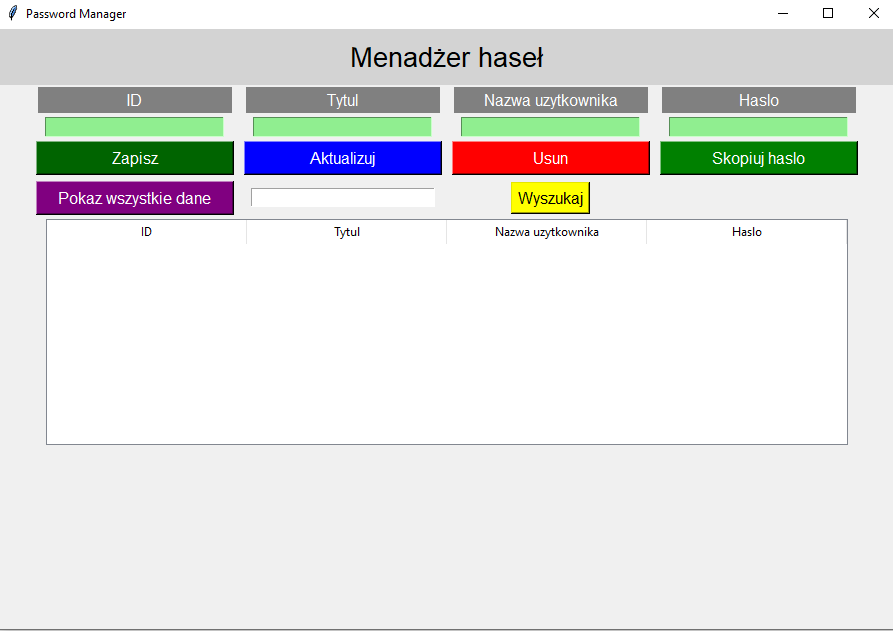 Password Manager
Menadżer haseł
ID Tytul Nazwa uzytkownika Haslo
Zapisz Aktualizuj Usun Skopiuj haslo
Pokaz wszystkie dane Wyszukaj
ID Tytul Nazwa uzytkownika Haslo